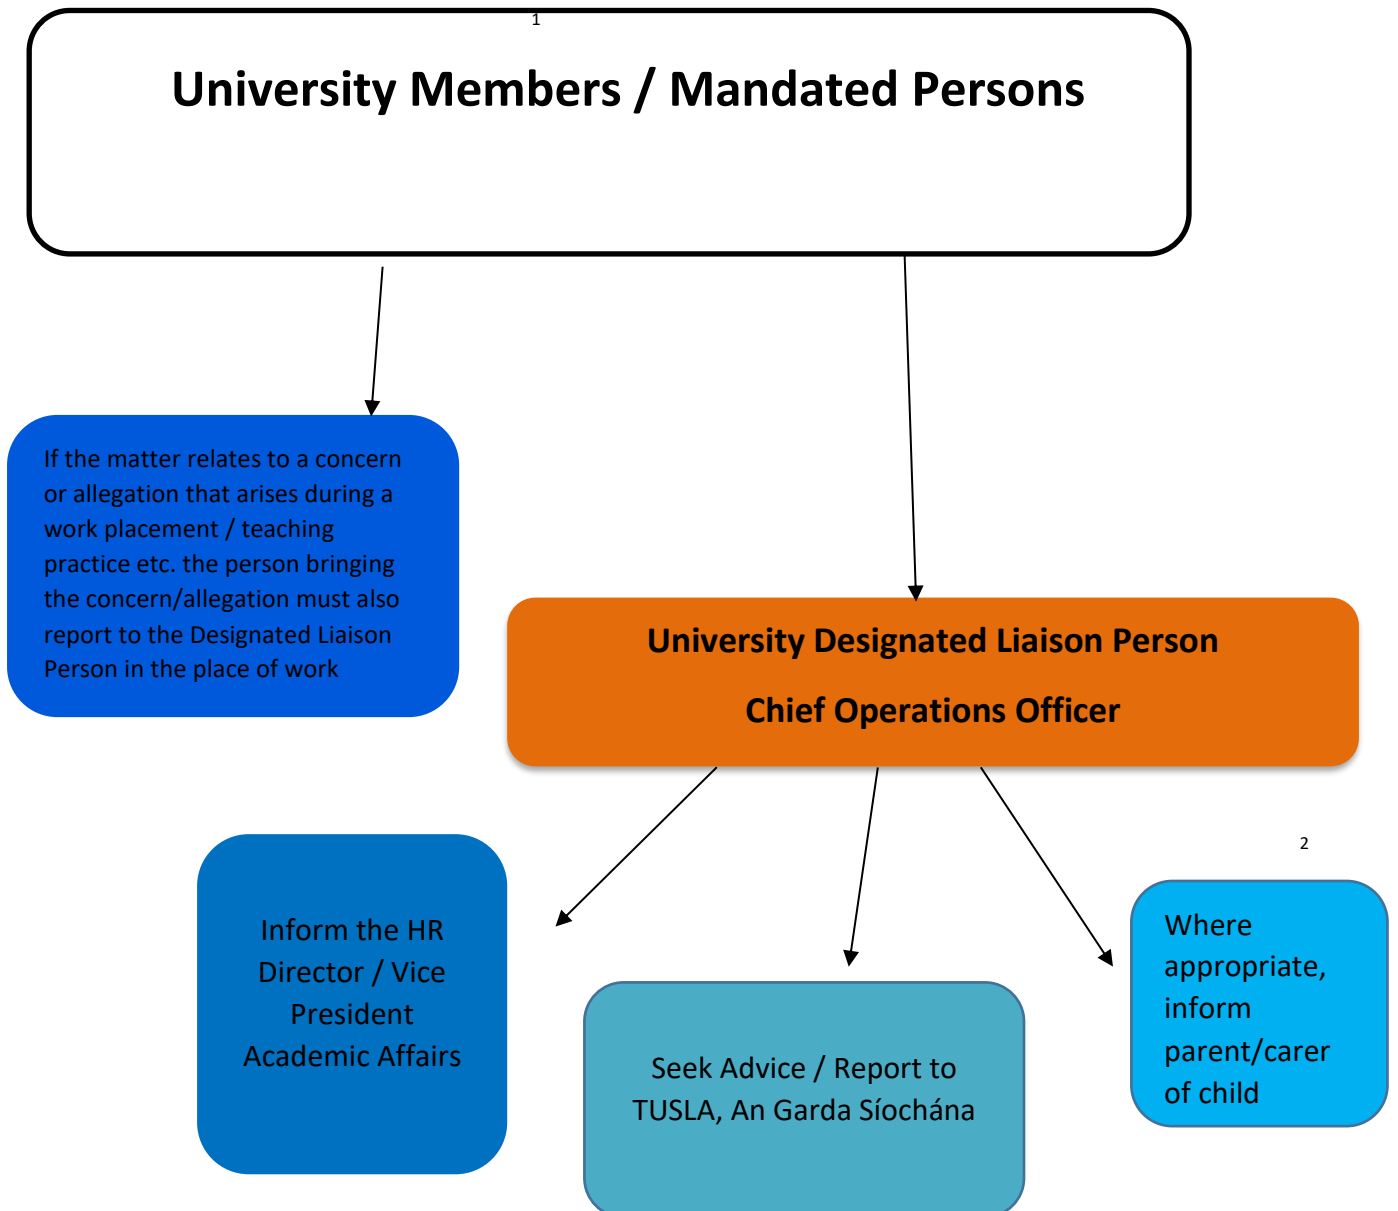 1
University Members / Mandated Persons
If the matter relates to a concern
or allegation that arises during a
work placement / teaching
practice etc. the person bringing
the concern/allegation must also
report to the Designated Liaison
Person in the place of work
University Designated Liaison Person
Chief Operations Officer
Inform the HR
Director / Vice
President
Academic Affairs
Seek Advice / Report to
TUSLA, An Garda Síochána
2
Where
appropriate,
inform
parent/carer
of child